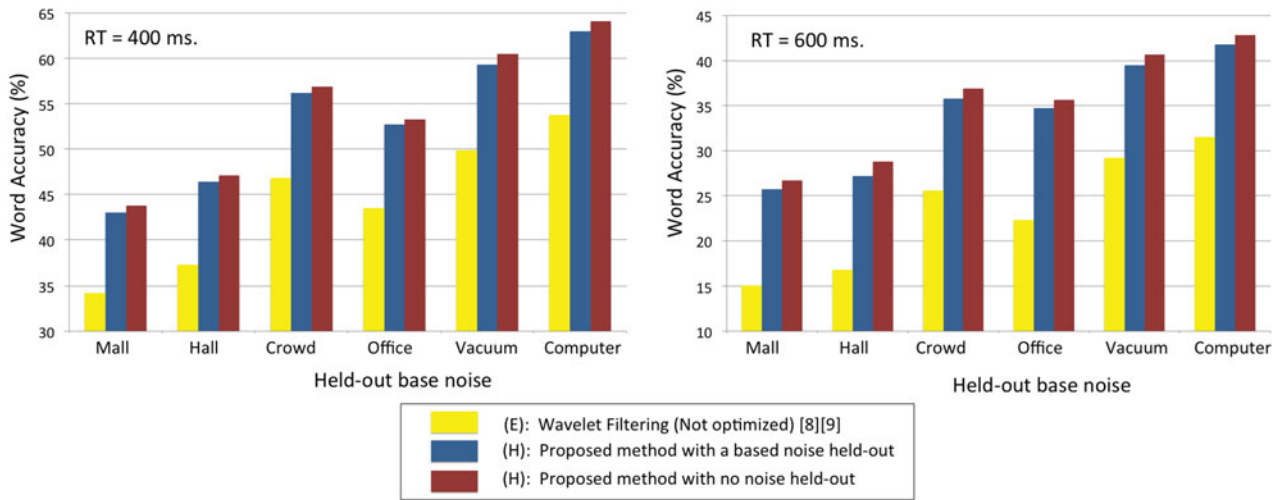 RT = 400 ms.
Word Accuracy (%)
65
60
55
50
45
40
35
30
Mall Hall Crowd Office Vacuum Computer
Held-out base noise
RT = 600 ms.
Word Accuracy (%)
45
40
35
30
25
20
15
10
Mall Hall Crowd Office Vacuum Computer
Held-out base noise
(E): Wavelet Filtering (Not optimized) [8][9]
(H): Proposed method with a based noise held-out
(H): Proposed method with no noise held-out